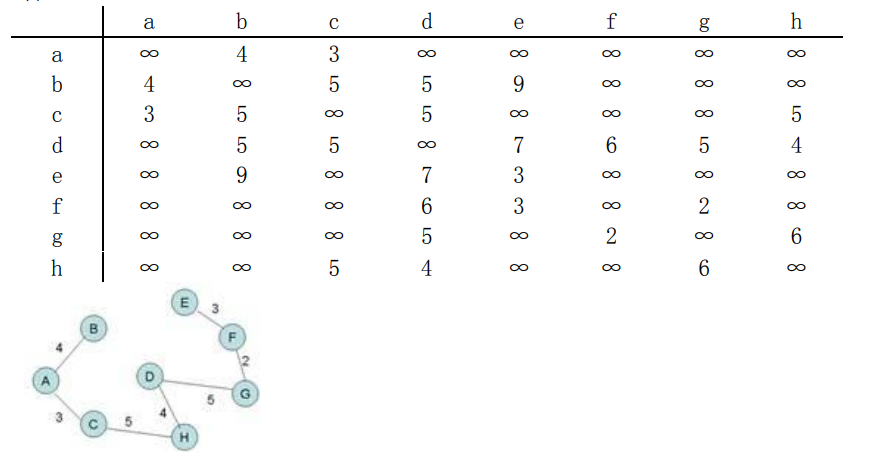 a b c d e f g h
a ∞ 4 3 ∞ ∞ ∞ ∞ ∞
b 4 ∞ 5 5 9 ∞ ∞ ∞
c 3 5 ∞ 5 ∞ ∞ ∞ 5
d ∞ 5 5 ∞ 7 6 5 4
e ∞ 9 ∞ 7 3 ∞ ∞ ∞
f ∞ ∞ ∞ 6 3 ∞ 2 ∞
g ∞ ∞ ∞ 5 ∞ 2 ∞ 6
h ∞ ∞ 5 4 ∞ ∞ 6 ∞
E 3
B F
4 2
A D G
5
3 C 5 4
H